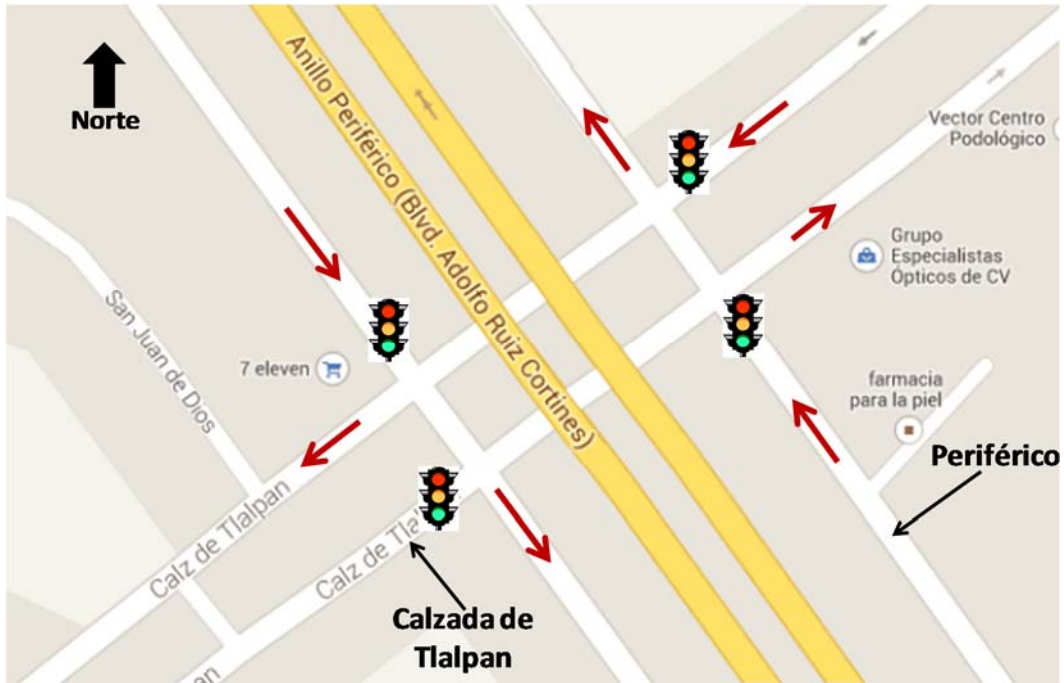 Norte
Anillo Periférico (Blvd. Adolfo Ruiz Cortines)
Vector Centro
Podológico
Grupo
Especialistas
Ópticos de CV
San Juan de Dios
7 eleven
farmacia
para la piel
Periférico
Calz de Tlalpan
Calz de Tla
Calzada de
Tlalpan
an